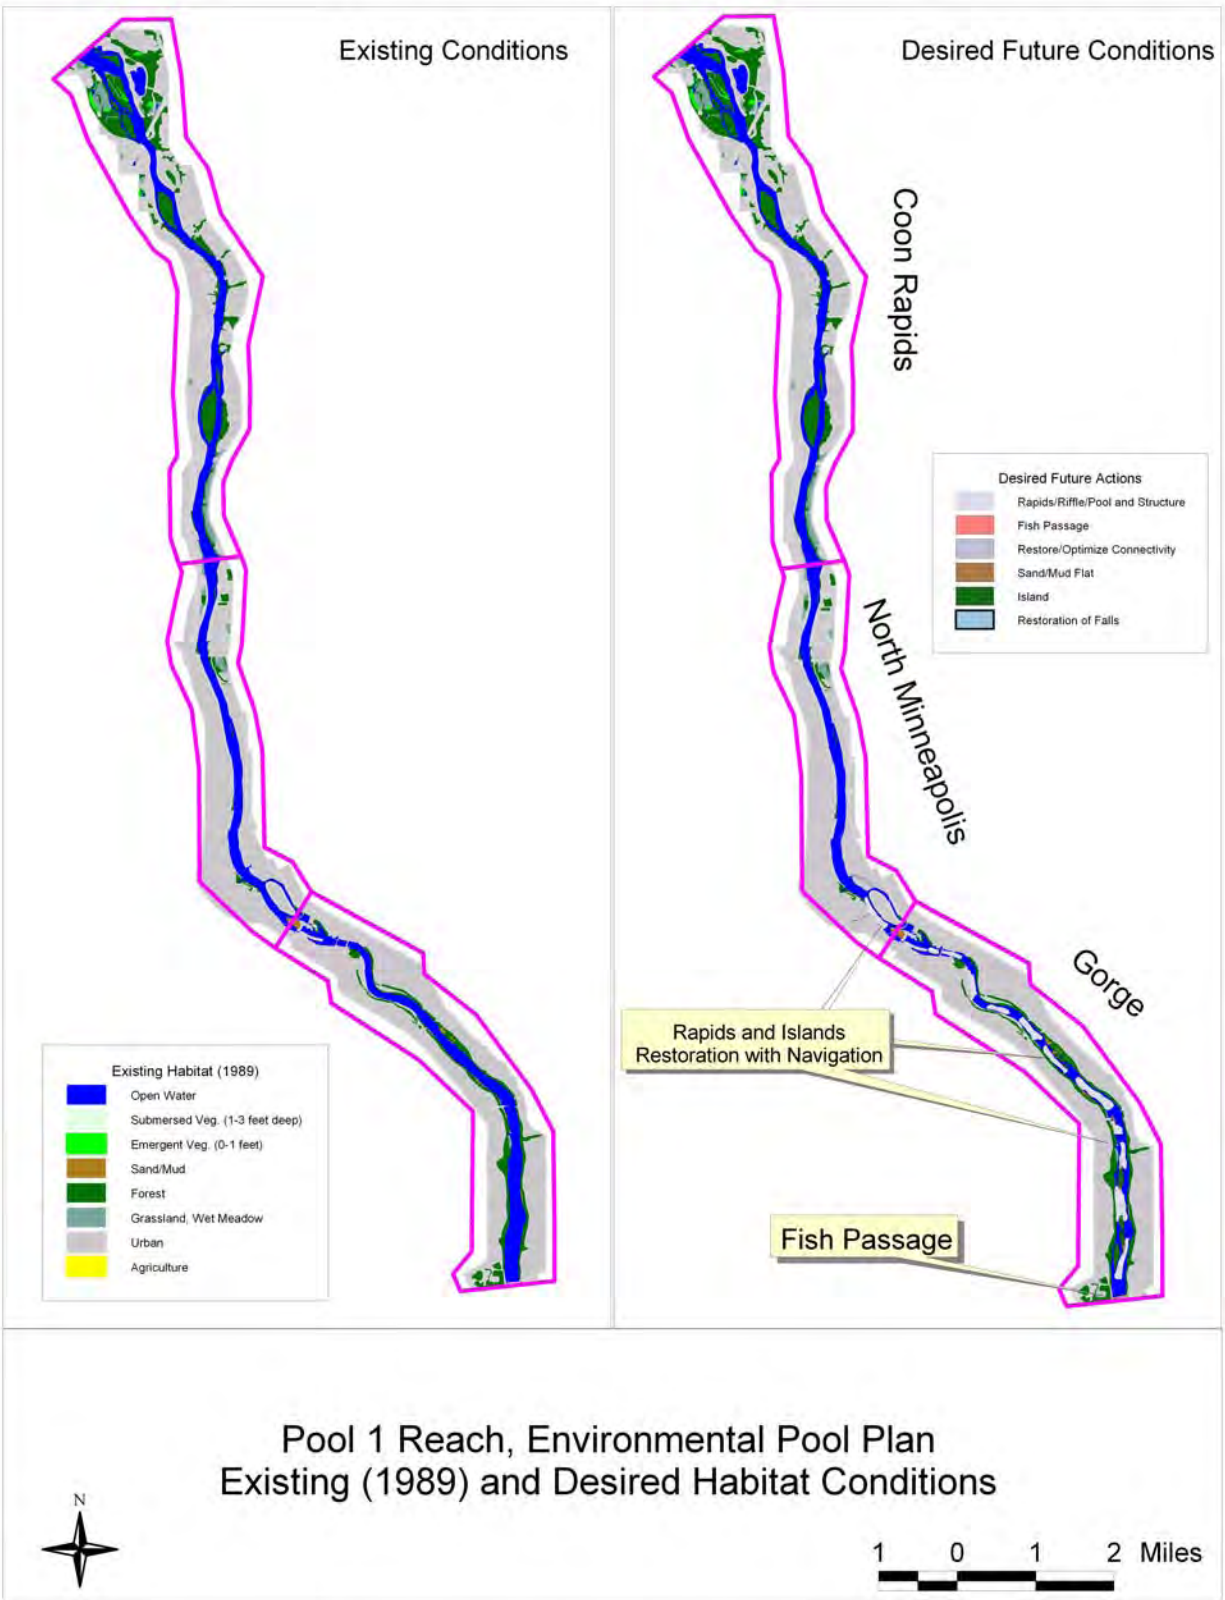 Existing Conditions
Existing Habitat (1989)
Open Water
Submersed Veg. (1-3 feet deep)
Emergent Veg. (0-1 feet)
Sand/Mud
Forest
Grassland, Wet Meadow
Urban
Agriculture
Desired Future Conditions
Coon Rapids
Desired Future Actions
Rapids/Riffle/Pool and Structure
Fish Passage
Restore/Optimize Connectivity
Sand/Mud Flat
Island
Restoration of Falls
North Minneapolis
Gorge
Rapids and Islands
Restoration with Navigation
Fish Passage
Pool 1 Reach, Environmental Pool Plan
Existing (1989) and Desired Habitat Conditions
N
1 0 1 2 Miles